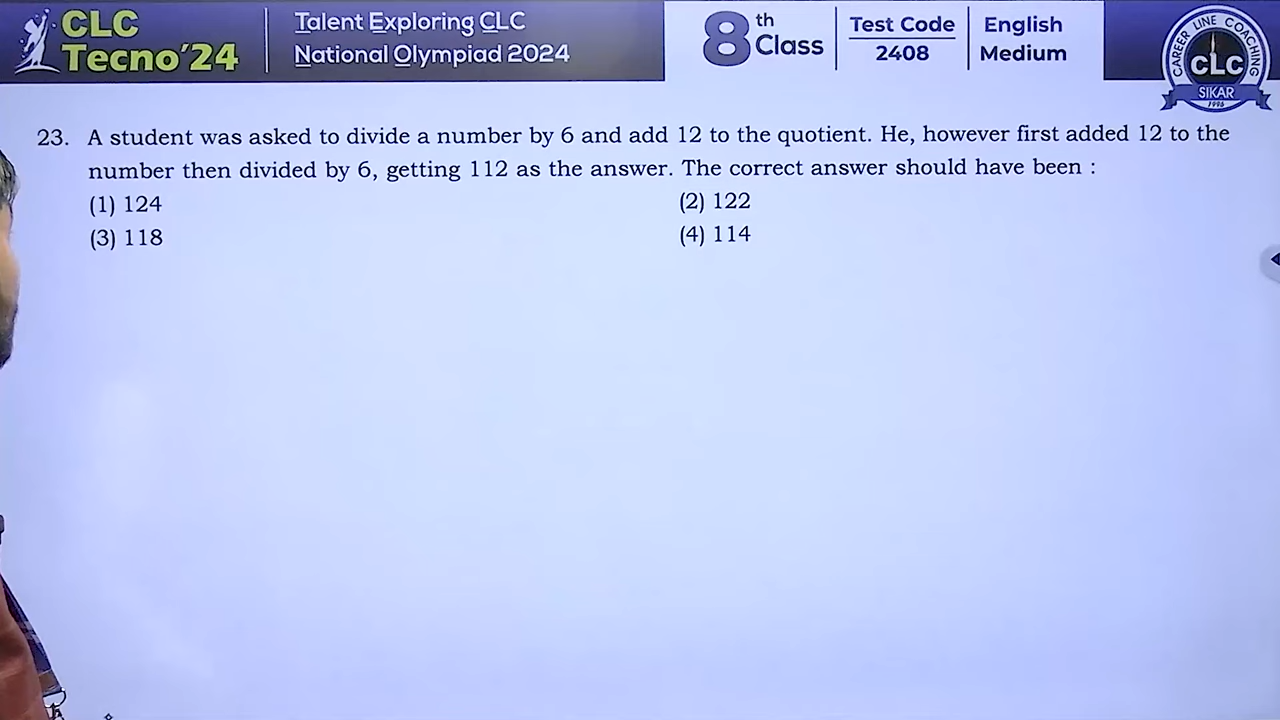 CLC
Tecno'24
Talent Exploring CLC
National Olympiad 2024
8th Class
Test Code
2408
English
Medium
CAREER LINE COACHING
CLC
SIKAR
1996
23. A student was asked to divide a number by 6 and add 12 to the quotient. He, however first added 12 to the
number then divided by 6, getting 112 as the answer. The correct answer should have been :
(1) 124 (2) 122
(3) 118 (4) 114